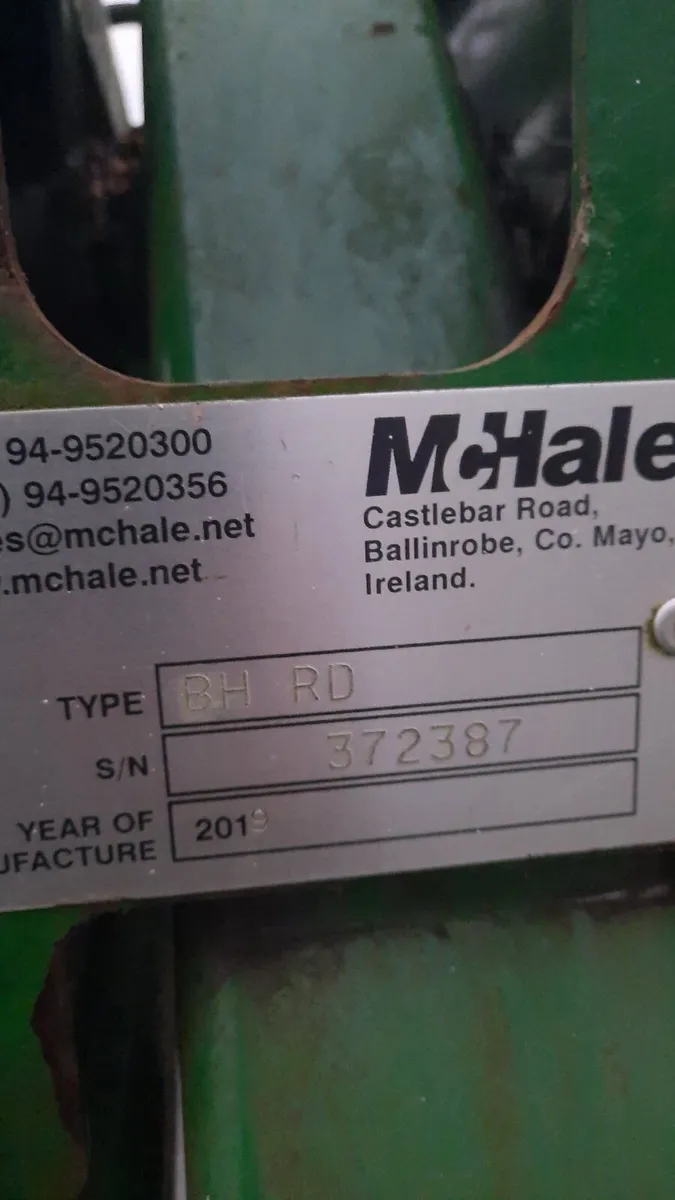 94-9520300
) 94-9520356
es@mchale.net
.mchale.net
McHale
Castlebar Road,
Ballinrobe, Co. Mayo,
Ireland.
TYPE BH RD
S/N 372387
YEAR OF
UFACTURE 2019